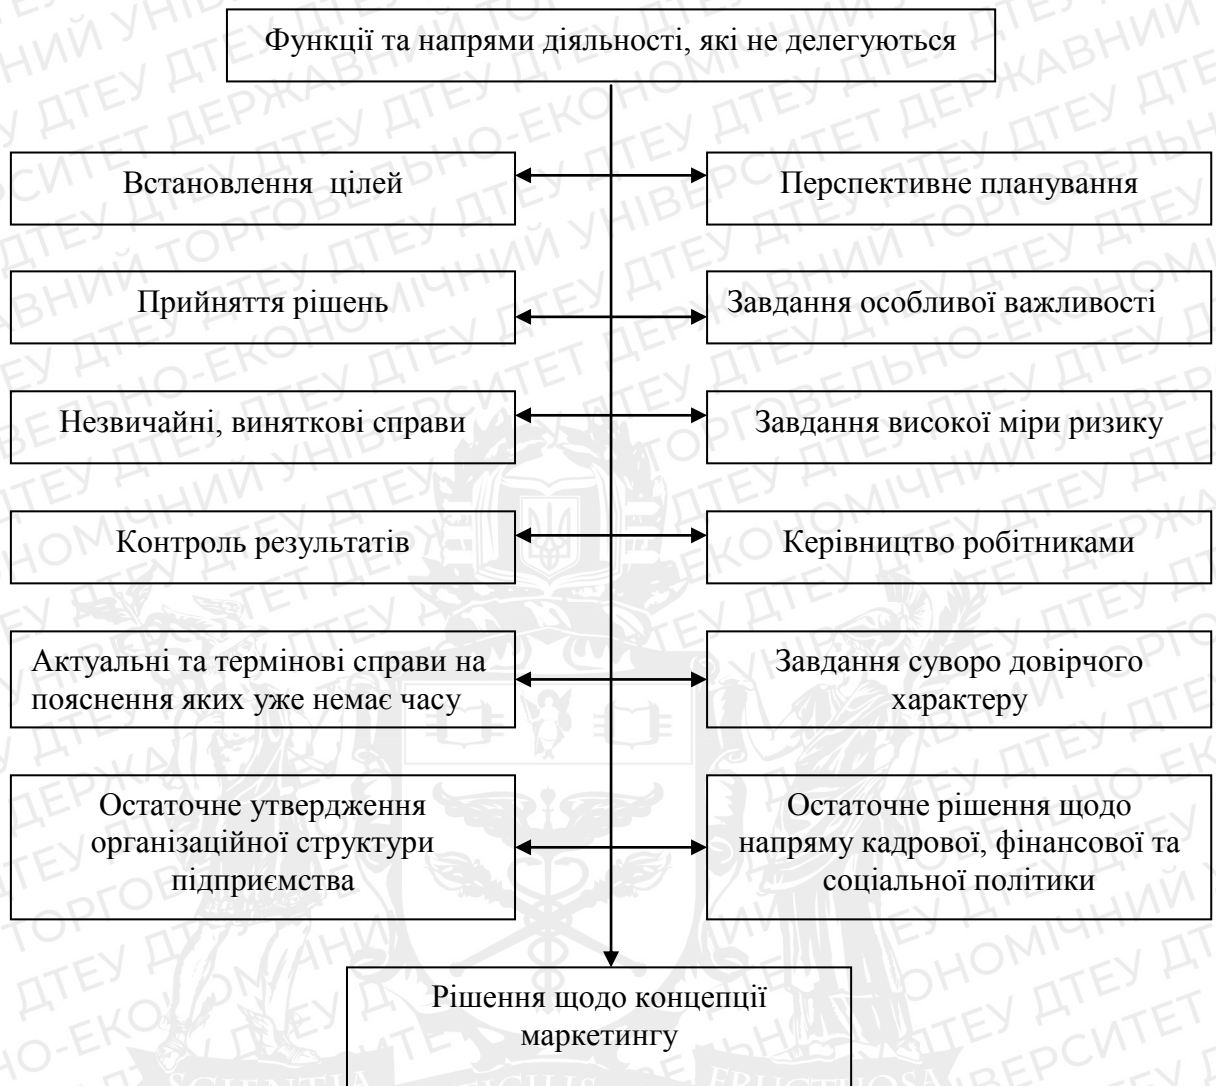 Функції та напрями діяльності, які не делегуються
Встановлення цілей
Перспективне планування
Прийняття рішень
Завдання особливої важливості
Незвичайні, виняткові справи
Завдання високої міри ризику
Контроль результатів
Керівництво робітниками
Актуальні та термінові справи на
пояснення яких уже немає часу
Завдання суворо довірчого
характеру
Остаточне утвердження
організаційної структури
підприємства
Остаточне рішення щодо
напряму кадрової, фінансової та
соціальної політики
Рішення щодо концепції
маркетингу